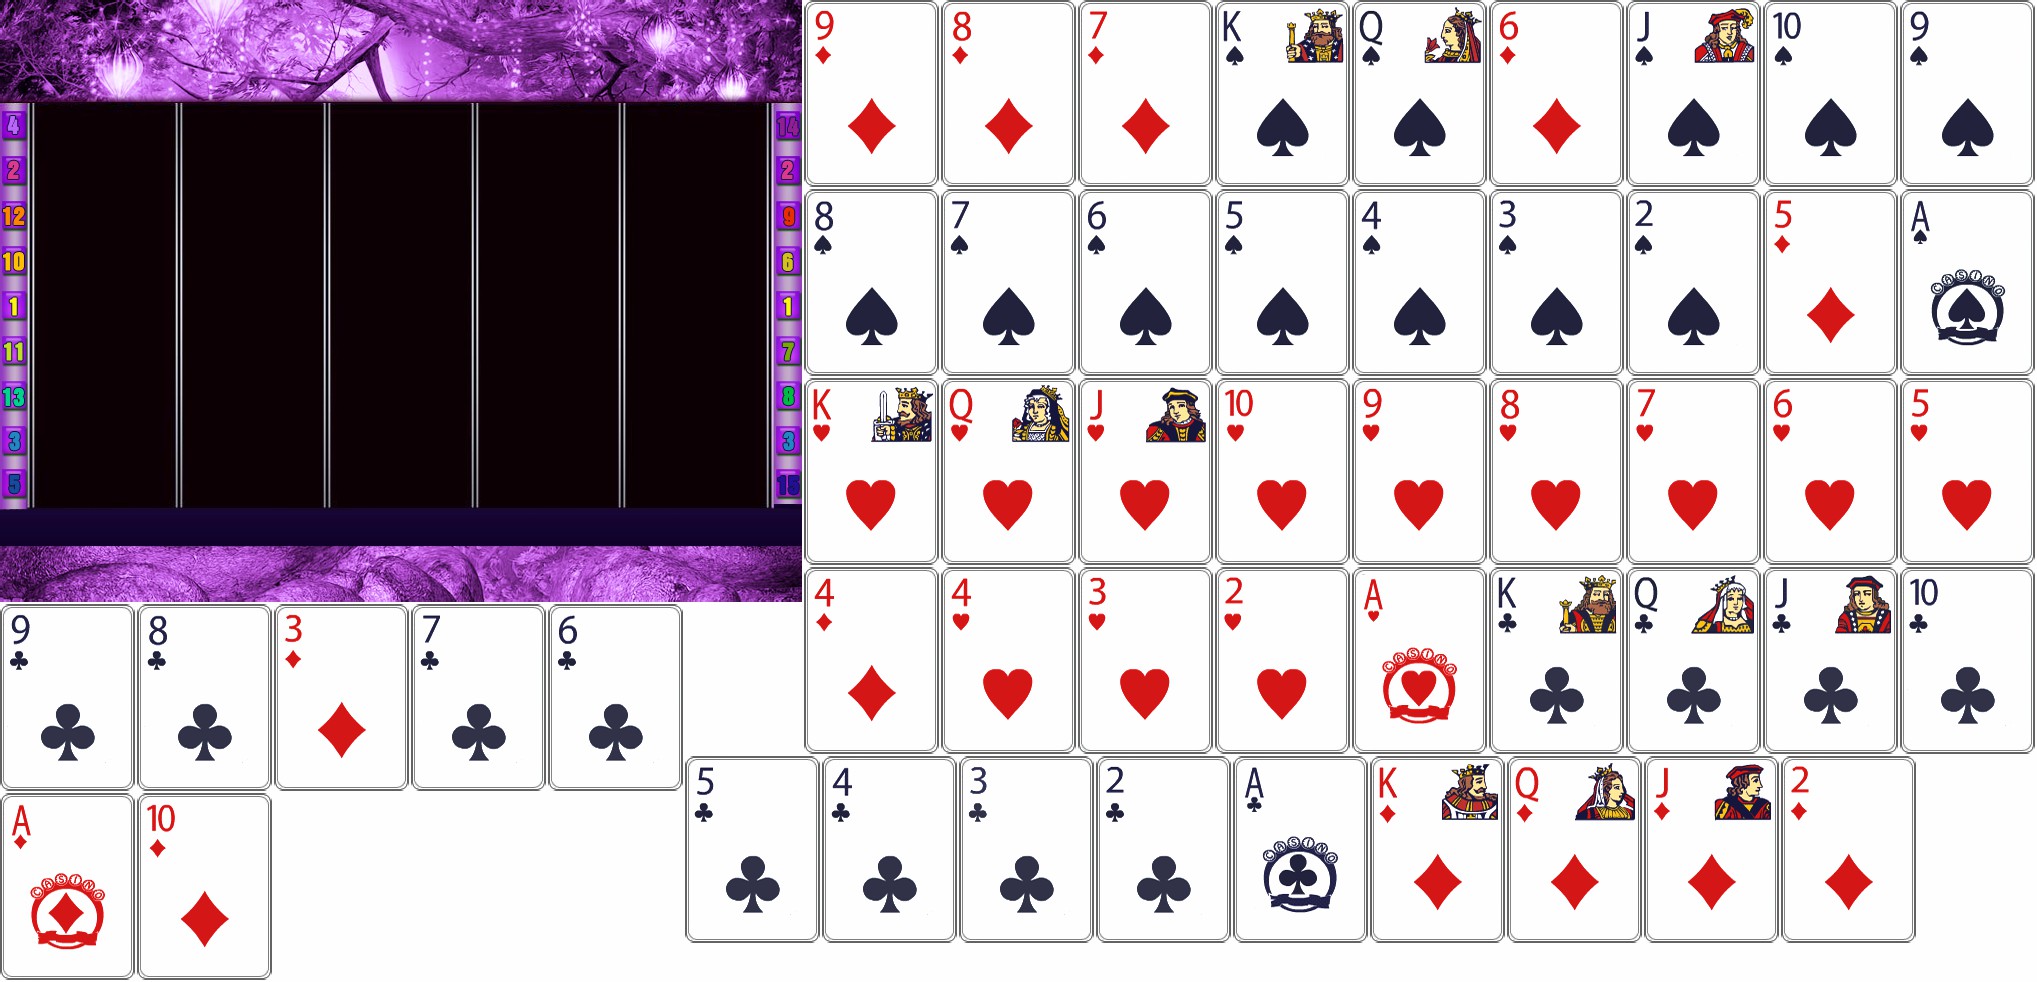 9 8 7 K Q 6 J 10 9
4 14
2 2
12 9
10 6
1 1
11 7
13 8
3 3
5 15
8 7 6 5 4 3 2 5 A
CASINO
K Q J 10 9 8 7 6 5
4 4 3 2 A K Q J 10
CASINO
9 8 3 7 6
5 4 3 2 A K Q J 2
CASINO
A 10
CASINO